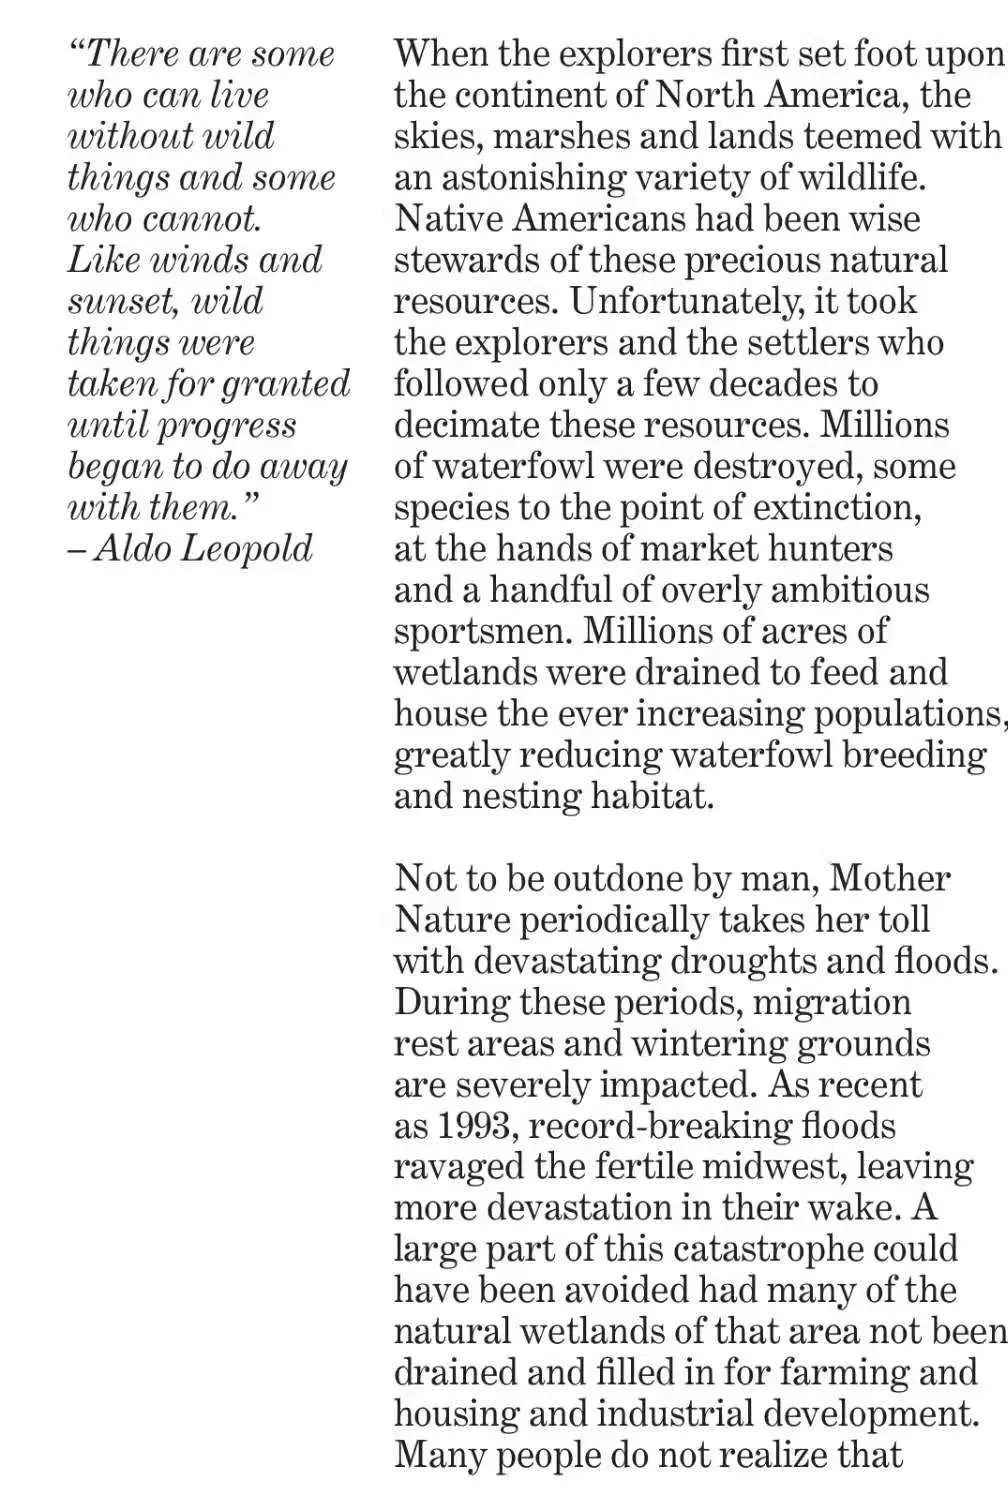 “There are some
who can live
without wild
things and some
who cannot.
Like winds and
sunset, wild
things were
taken for granted
until progress
began to do away
with them.”
– Aldo Leopold
When the explorers first set foot upon
the continent of North America, the
skies, marshes and lands teemed with
an astonishing variety of wildlife.
Native Americans had been wise
stewards of these precious natural
resources. Unfortunately, it took
the explorers and the settlers who
followed only a few decades to
decimate these resources. Millions
of waterfowl were destroyed, some
species to the point of extinction,
at the hands of market hunters
and a handful of overly ambitious
sportsmen. Millions of acres of
wetlands were drained to feed and
house the ever increasing populations,
greatly reducing waterfowl breeding
and nesting habitat.
Not to be outdone by man, Mother
Nature periodically takes her toll
with devastating droughts and floods.
During these periods, migration
rest areas and wintering grounds
are severely impacted. As recent
as 1993, record-breaking floods
ravaged the fertile midwest, leaving
more devastation in their wake. A
large part of this catastrophe could
have been avoided had many of the
natural wetlands of that area not been
drained and filled in for farming and
housing and industrial development.
Many people do not realize that